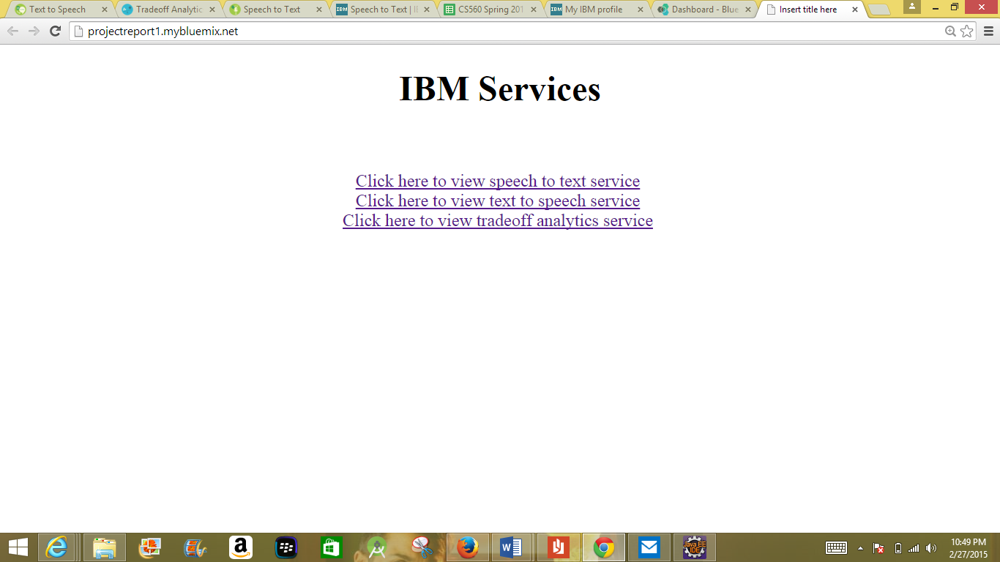 Text to Speech
Tradeoff Analytic
Speech to Text
IBM Speech to Text | I
CS560 Spring 201
IBM My IBM profile
Dashboard - Blue
Insert title here
projectreport1.mybluemix.net
IBM Services
Click here to view speech to text service
Click here to view text to speech service
Click here to view tradeoff analytics service
Java EE
IDE
10:49 PM
2/27/2015